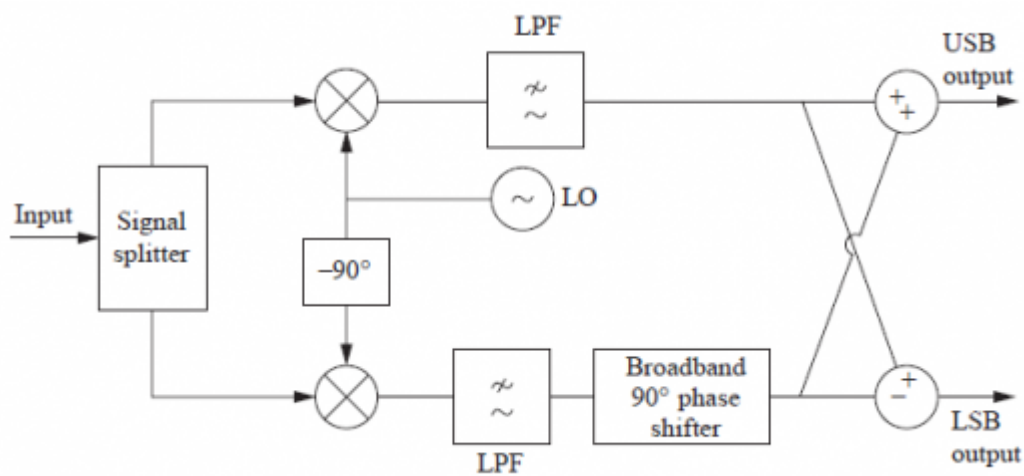 LPF
USB
output
+
+
Input
Signal
splitter
~
LO
–90°
Broadband
90° phase
shifter
+
–
LPF
LSB
output